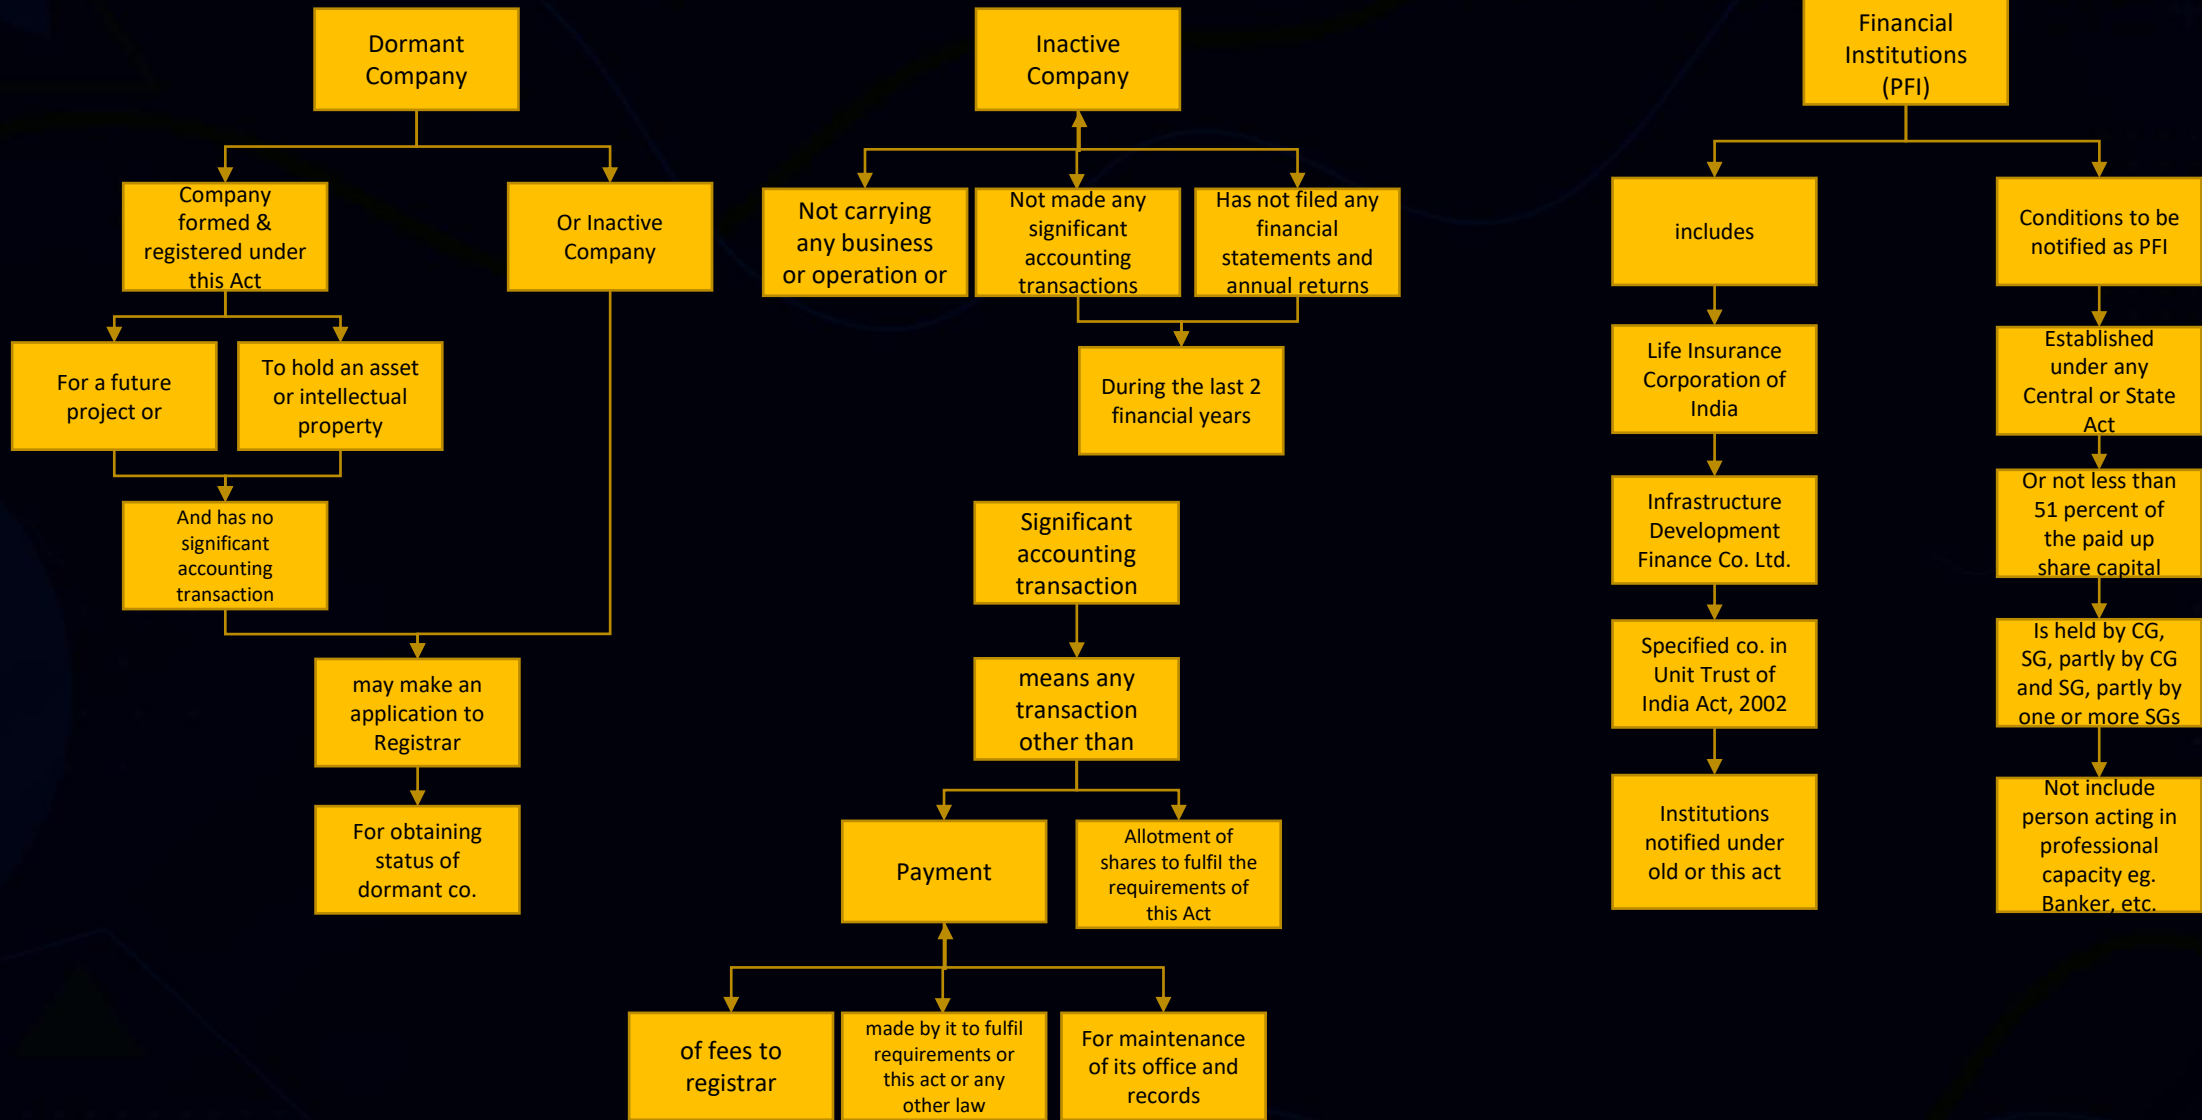 Dormant
Company
Company
formed &
registered under
this Act
Or Inactive
Company
For a future
project or
To hold an asset
or intellectual
property
And has no
significant
accounting
transaction
may make an
application to
Registrar
For obtaining
status of
dormant co.
Inactive
Company
Not carrying
any business
or operation or
Not made any
significant
accounting
transactions
Has not filed any
financial
statements and
annual returns
During the last 2
financial years
Significant
accounting
transaction
means any
transaction
other than
Payment
Allotment of
shares to fulfil the
requirements of
this Act
of fees to
registrar
made by it to fulfil
requirements or
this act or any
other law
For maintenance
of its office and
records
Financial
Institutions
(PFI)
includes
Life Insurance
Corporation of
India
Infrastructure
Development
Finance Co. Ltd.
Specified co. in
Unit Trust of
India Act, 2002
Institutions
notified under
old or this act
Conditions to be
notified as PFI
Established
under any
Central or State
Act
Or not less than
51 percent of
the paid up
share capital
Is held by CG,
SG, partly by CG
and SG, partly by
one or more SGs
Not include
person acting in
professional
capacity eg.
Banker, etc.